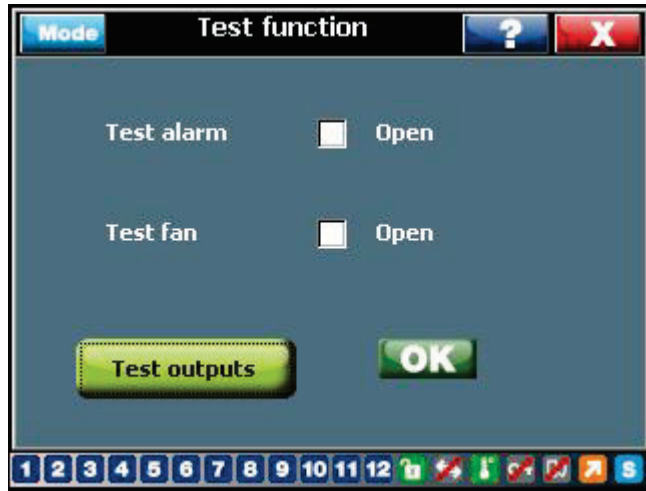 Mode Test function ? X
Test alarm Open
Test fan Open
Test outputs OK
1 2 3 4 5 6 7 8 9 10 11 12 S